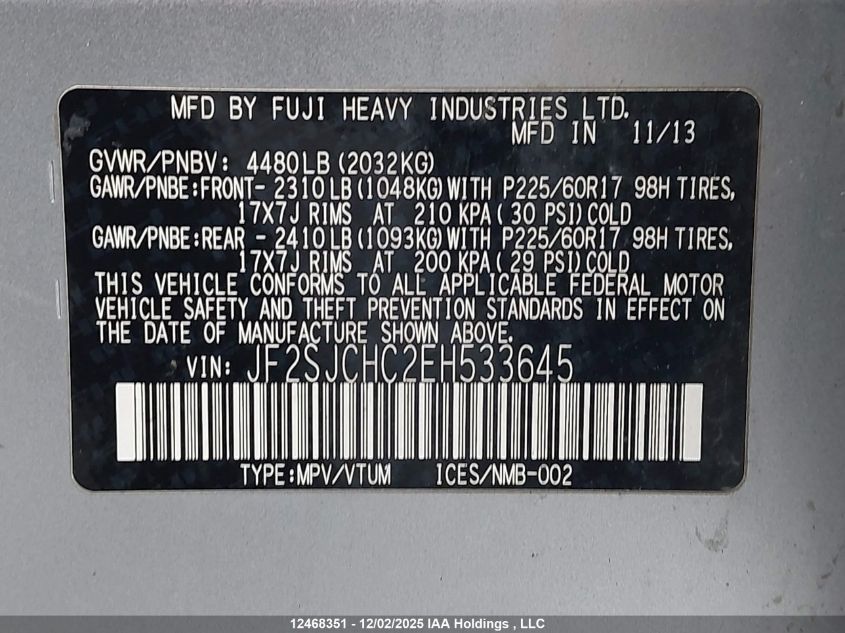 MFD BY FUJI HEAVY INDUSTRIES LTD.
MFD IN 11/13
GVWR/PNBV: 4480LB(2032KG)
GAWR/PNBE:FRONT- 2310LB(1048KG)WITH P225/60R17 98H TIRES,
17X7J RIMS AT 210 KPA(30 PSI)COLD
GAWR/PNBE:REAR - 2410LB(1093KG)WITH P225/60R17 98H TIRES,
17X7J RIMS AT 200 KPA(29 PSI)COLD
THIS VEHICLE CONFORMS TO ALL APPLICABLE FEDERAL MOTOR
VEHICLE SAFETY AND THEFT PREVENTION STANDARDS IN EFFECT ON
THE DATE OF MANUFACTURE SHOWN ABOVE.
VIN: JF2SJCHC2EH533645
TYPE:MPV/VTUM ICES/NMB-002
12468351 - 12/02/2025 IAA Holdings , LLC